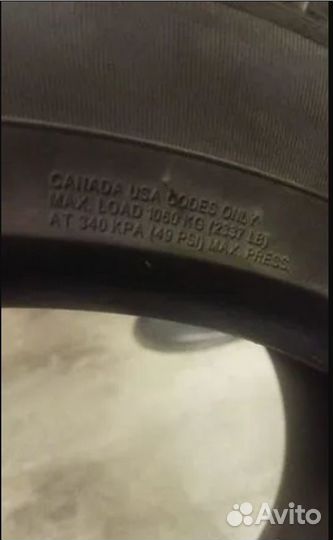 CANADA USA CODES ONLY
MAX. LOAD 1060 KG (2337 LB)
AT 340 KPA (49 PSI) MAX. PRESS.
Avito